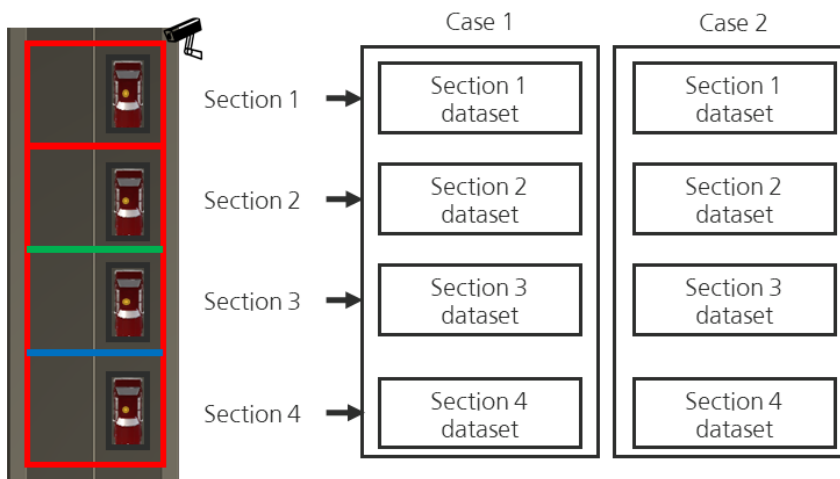 Case 1
Case 2
Section 1
Section 1
dataset
Section 1
dataset
Section 2
Section 2
dataset
Section 2
dataset
Section 3
Section 3
dataset
Section 3
dataset
Section 4
Section 4
dataset
Section 4
dataset